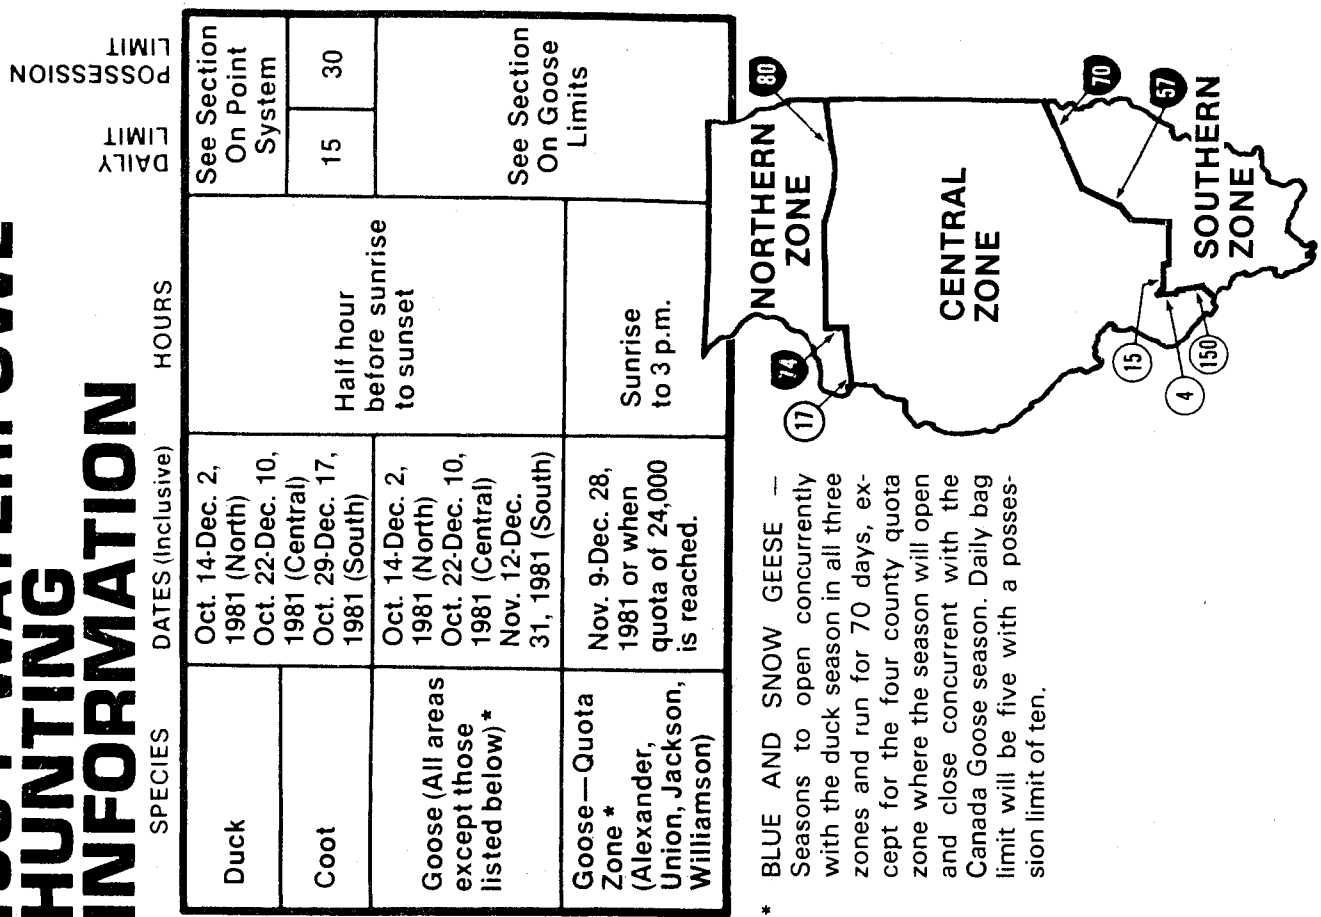 HUNTING
INFORMATION
SPECIES
DATES (Inclusive)
HOURS
DAILY
LIMIT
POSSESSION
LIMIT
Duck
Coot
Oct. 14-Dec. 2,
1981 (North)
Oct. 22-Dec. 10,
1981 (Central)
Oct. 29-Dec. 17,
1981 (South)
Half hour
before sunrise
to sunset
See Section
On Point
System
15
30
Goose (All areas
except those
listed below) *
Oct. 14-Dec. 2,
1981 (North)
Oct. 22-Dec. 10,
1981 (Central)
Nov. 12-Dec.
31, 1981 (South)
See Section
On Goose
Limits
Goose—Quota
Zone *
(Alexander,
Union, Jackson,
Williamson)
Nov. 9-Dec. 28,
1981 or when
quota of 24,000
is reached.
Sunrise
to 3 p.m.
* BLUE AND SNOW GEESE —
Seasons to open concurrently
with the duck season in all three
zones and run for 70 days, ex-
cept for the four county quota
zone where the season will open
and close concurrent with the
Canada Goose season. Daily bag
limit will be five with a posses-
sion limit of ten.
NORTHERN
ZONE
80
74
17
CENTRAL
ZONE
70
57
15
4
150
SOUTHERN
ZONE